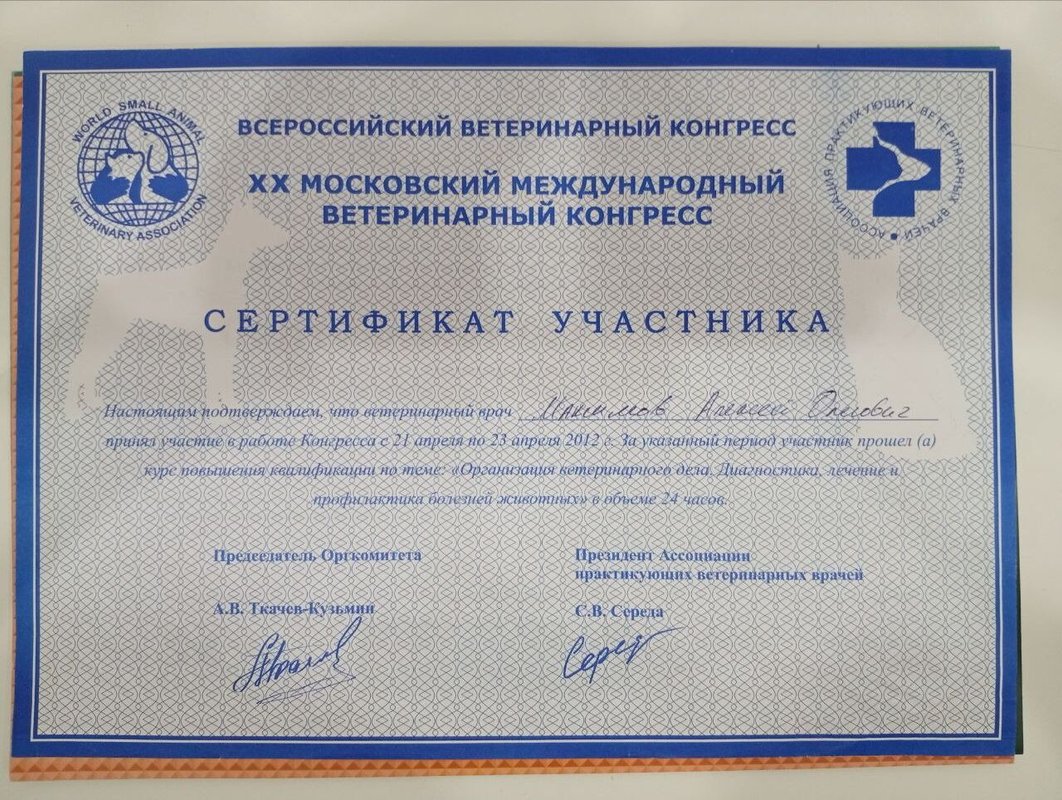 WORLD SMALL ANIMAL
VETERINARY ASSOCIATION
ВСЕРОССИЙСКИЙ ВЕТЕРИНАРНЫЙ КОНГРЕСС
XX МОСКОВСКИЙ МЕЖДУНАРОДНЫЙ
ВЕТЕРИНАРНЫЙ КОНГРЕСС
АССОЦИАЦИЯ ПРАКТИКУЮЩИХ ВЕТЕРИНАРНЫХ ВРАЧЕЙ
СЕРТИФИКАТ УЧАСТНИКА
Настоящим подтверждаем, что ветеринарный врач Максимов Алексей Олегович
принял участие в работе Конгресса с 21 апреля по 23 апреля 2012 г. За указанный период участник прошел (а)
курс повышения квалификации по теме: «Организация ветеринарного дела. Диагностика, лечение и
профилактика болезней животных» в объеме 24 часов.
Председатель Оргкомитета
А.В. Ткачев-Кузьмин
Президент Ассоциации
практикующих ветеринарных врачей
С.В. Середа
Серед